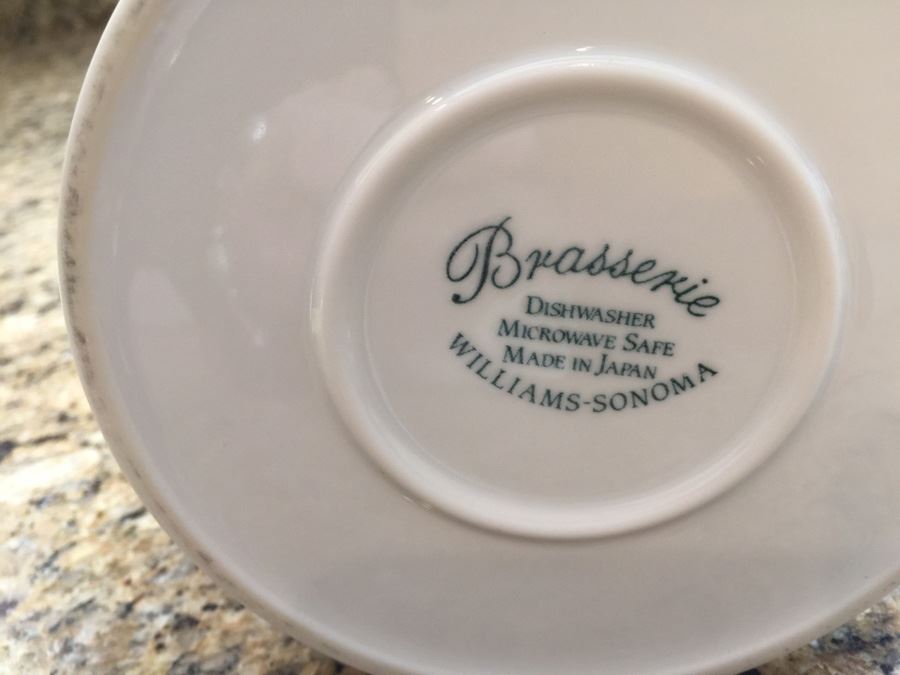 Brasserie
DISHWASHER
MICROWAVE SAFE
MADE IN JAPAN
WILLIAMS-SONOMA